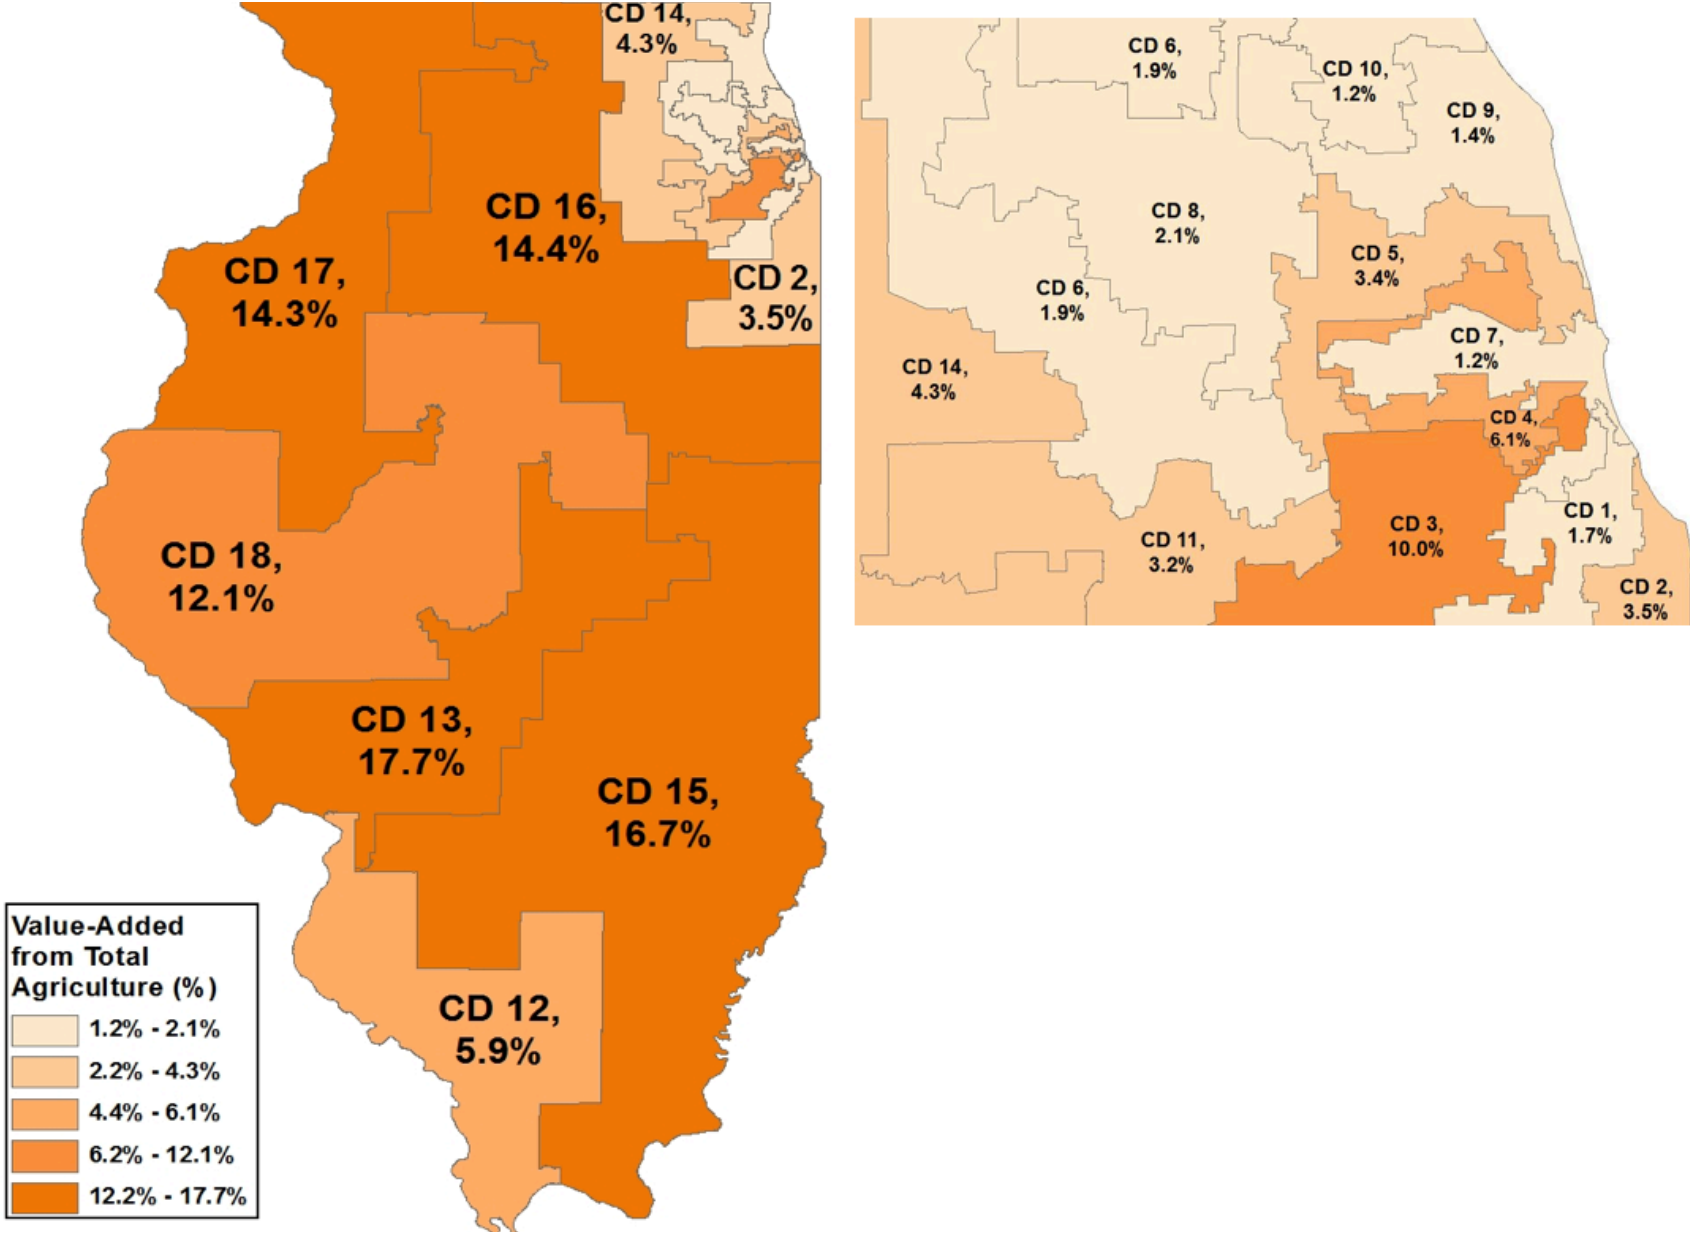 CD 14,
4.3%
CD 16,
14.4%
CD 17,
14.3%
CD 2,
3.5%
CD 18,
12.1%
CD 13,
17.7%
CD 15,
16.7%
CD 12,
5.9%
Value-Added
from Total
Agriculture (%)
1.2% - 2.1%
2.2% - 4.3%
4.4% - 6.1%
6.2% - 12.1%
12.2% - 17.7%
CD 6,
1.9%
CD 10,
1.2%
CD 9,
1.4%
CD 8,
2.1%
CD 5,
3.4%
CD 6,
1.9%
CD 7,
1.2%
CD 14,
4.3%
CD 4,
6.1%
CD 3,
10.0%
CD 1,
1.7%
CD 11,
3.2%
CD 2,
3.5%